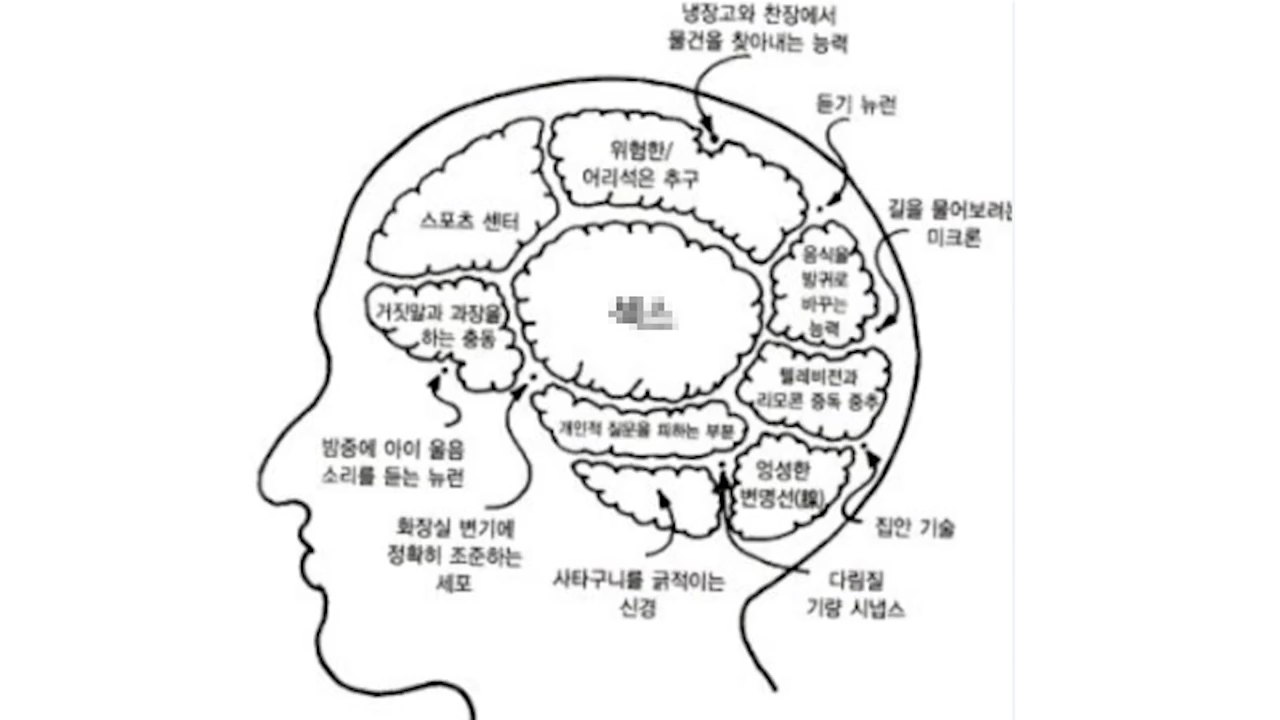 냉장고와 찬장에서
물건을 찾아내는 능력
듣기 뉴런
위험한/
어리석은 추구
스포츠 센터
길을 물어보려는
미크론
음식을
방귀로
바꾸는
능력
거짓말과 과장을
하는 충동
섹스
텔레비전과
리모콘 중독 중추
개인적 질문을 피하는 부분
밤중에 아이 울음
소리를 듣는 뉴런
엉성한
변명선(腺)
화장실 변기에
정확히 조준하는
세포
집안 기술
사타구니를 긁적이는
신경
다림질
기량 시냅스